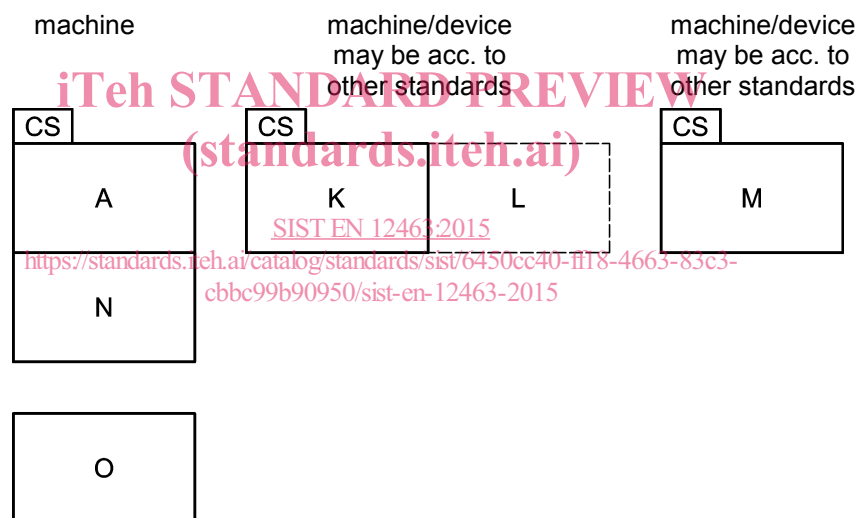 machine
machine/device
may be acc. to
other standards
machine/device
may be acc. to
other standards
iTeh STANDARD PREVIEW
(standards.iteh.ai)
CS
CS
CS
A
K
L
M
SIST EN 12463:2015
https://standards.iteh.ai/catalog/standards/sist/6450cc40-fff8-4663-83c3-
cbbc99b90950/sist-en-12463-2015
N
O